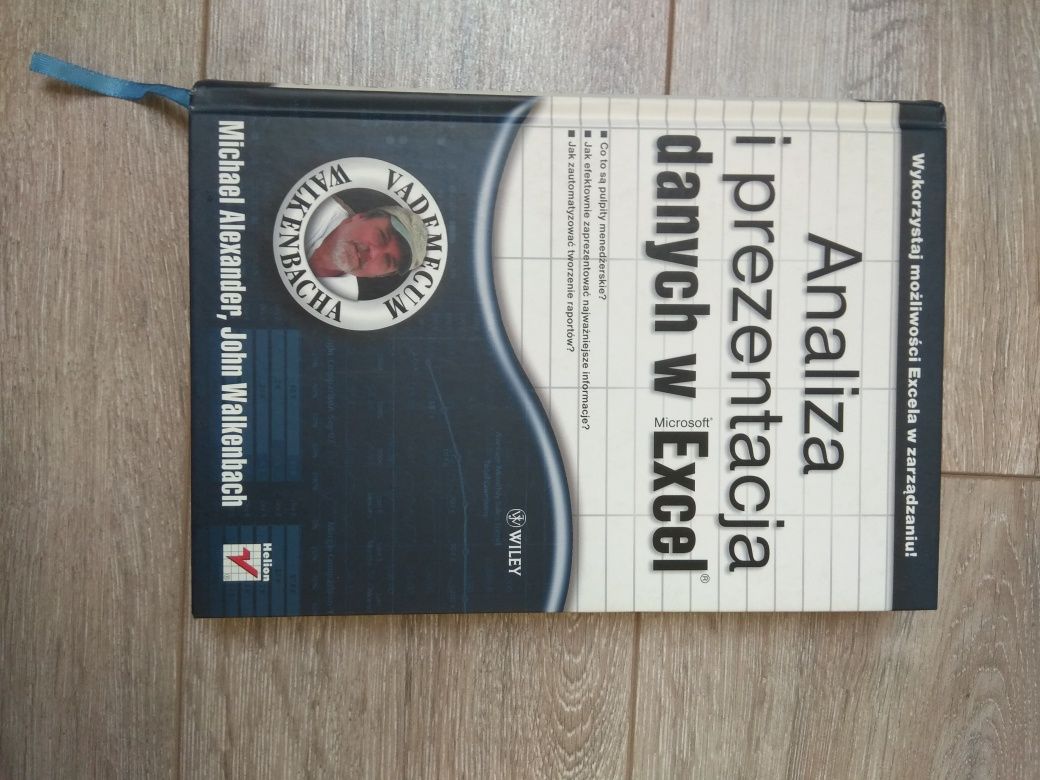 Wykorzystaj możliwości Excela w zarządzaniu!
Analiza
i prezentacja
danych w Microsoft® Excel®
■ Co to są pulpity menedżerskie?
■ Jak efektownie zaprezentować najważniejsze informacje?
■ Jak zautomatyzować tworzenie raportów?
WILEY
VADEMECUM
WALKENBACHA
Helion
Michael Alexander, John Walkenbach